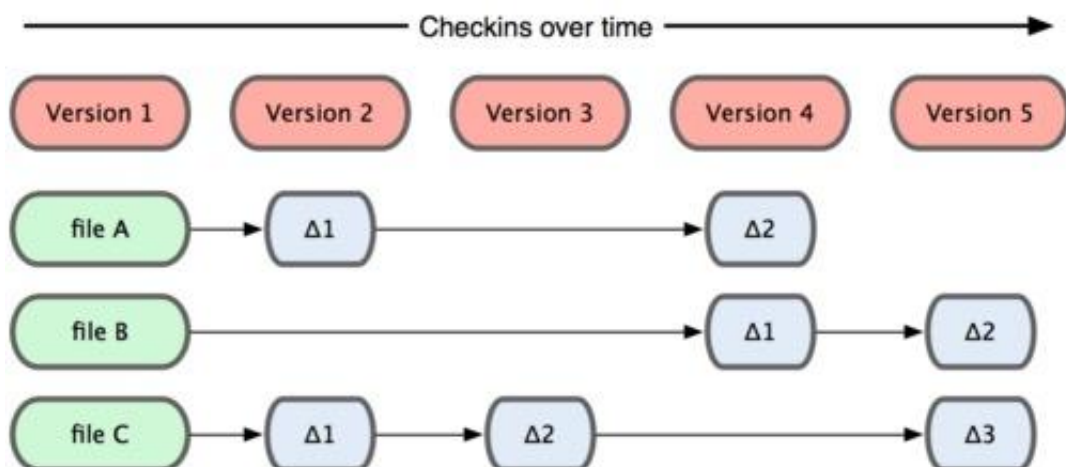 Checkins over time
Version 1 Version 2 Version 3 Version 4 Version 5
file A Δ1 Δ2
file B Δ1 Δ2
file C Δ1 Δ2 Δ3